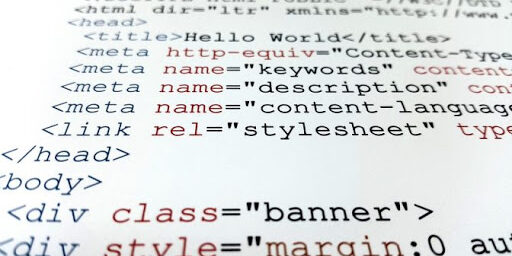 <html dir="ltr" xmlns="http://www.
<head>
<title>Hello World</title>
<meta http-equiv="Content-Type
<meta name="keywords" content
<meta name="description" con
<meta name="content-language
<link rel="stylesheet" type
</head>
<body>
<div class="banner">
<div style="margin:0 au